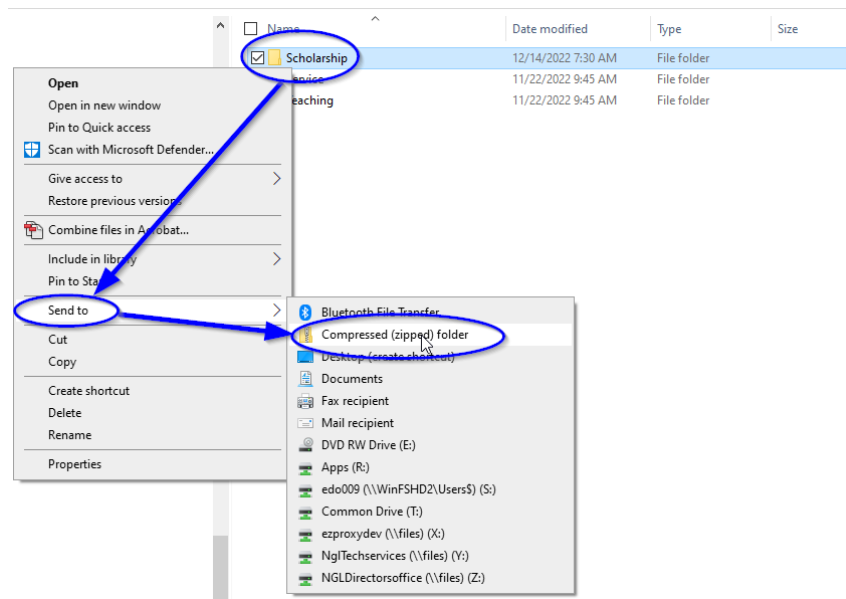 Name Date modified Type Size
Scholarship 12/14/2022 7:30 AM File folder
ervice 11/22/2022 9:45 AM File folder
eaching 11/22/2022 9:45 AM File folder
Open
Open in new window
Pin to Quick access
Scan with Microsoft Defender...
Give access to
Restore previous versions
Combine files in Acrobat...
Include in library
Pin to Sta
Send to
Cut
Copy
Create shortcut
Delete
Rename
Properties
Bluetooth File Transfer
Compressed (zipped) folder
Desktop (create shortcut)
Documents
Fax recipient
Mail recipient
DVD RW Drive (E:)
Apps (R:)
edo009 (\\WinFSHD2\Users$) (S:)
Common Drive (T:)
ezproxydev (\\files) (X:)
NglTechservices (\\files) (Y:)
NGLDirectorsoffice (\\files) (Z:)